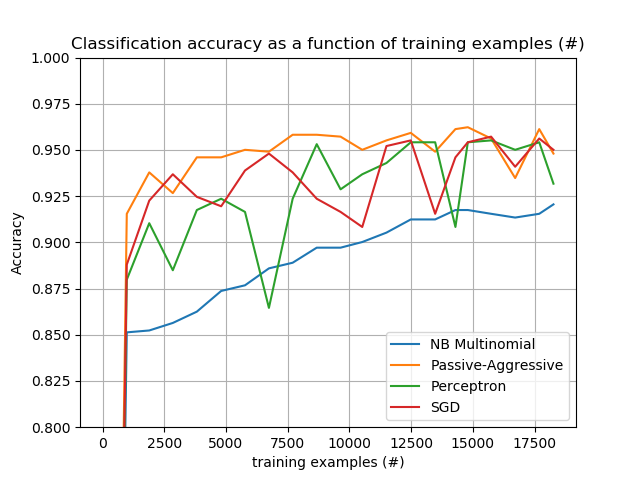 Classification accuracy as a function of training examples (#)
1.000
0.975
0.950
0.925
0.900
0.875
0.850
0.825
0.800
Accuracy
NB Multinomial
Passive-Aggressive
Perceptron
SGD
0 2500 5000 7500 10000 12500 15000 17500
training examples (#)